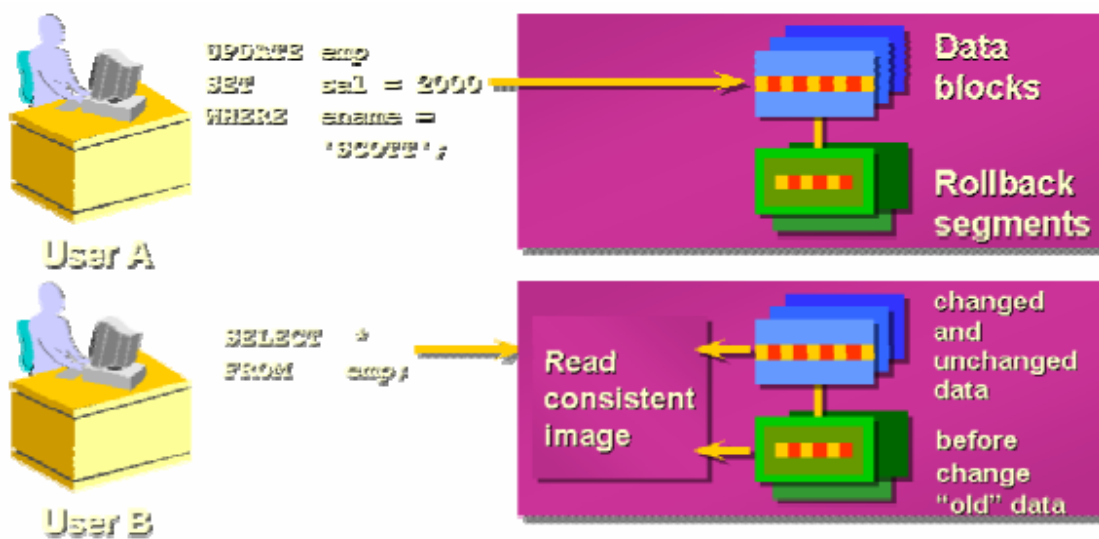 UPDATE emp
SET sal = 2000
WHERE ename =
'SCOTT';
User A
Data
blocks
Rollback
segments
SELECT *
FROM emp;
User B
Read
consistent
image
changed
and
unchanged
data
before
change
“old” data